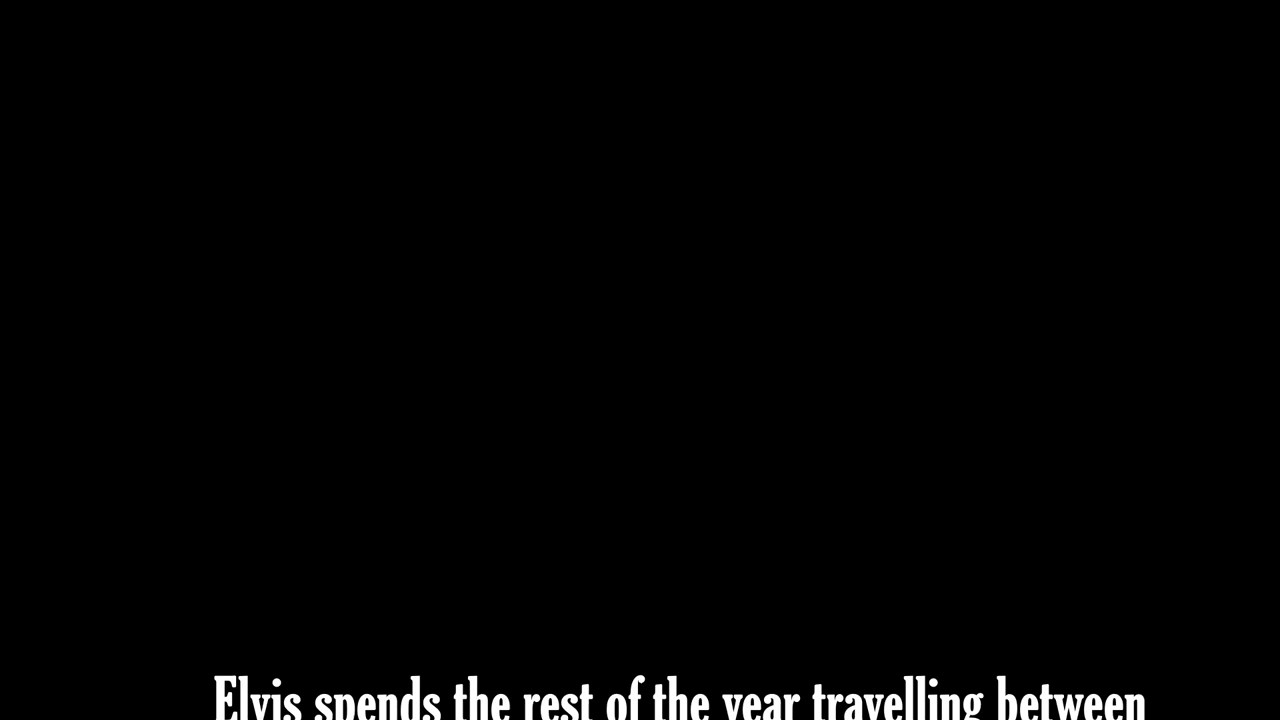 Elvis spends the rest of the year travelling between